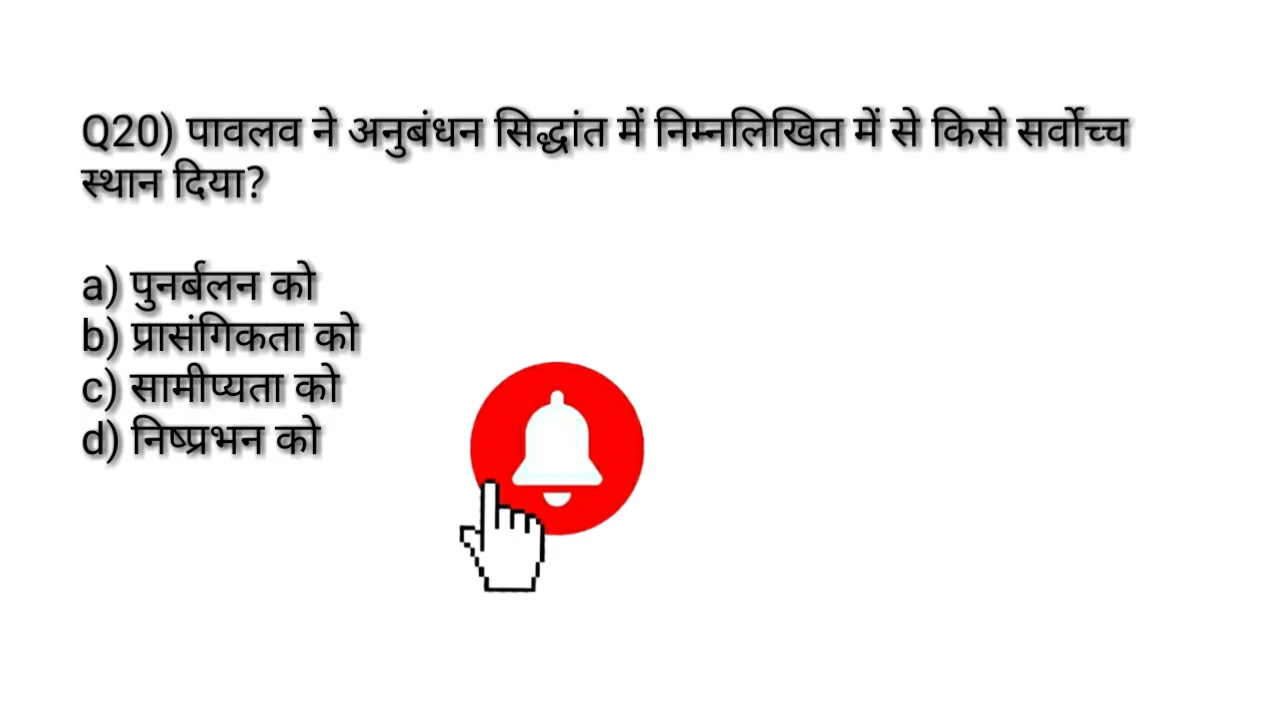 Q20) पावलव ने अनुबंधन सिद्धांत में निम्नलिखित में से किसे सर्वोच्च
स्थान दिया?
a) पुनर्बलन को
b) प्रासंगिकता को
c) सामीप्यता को
d) निष्प्रभन को